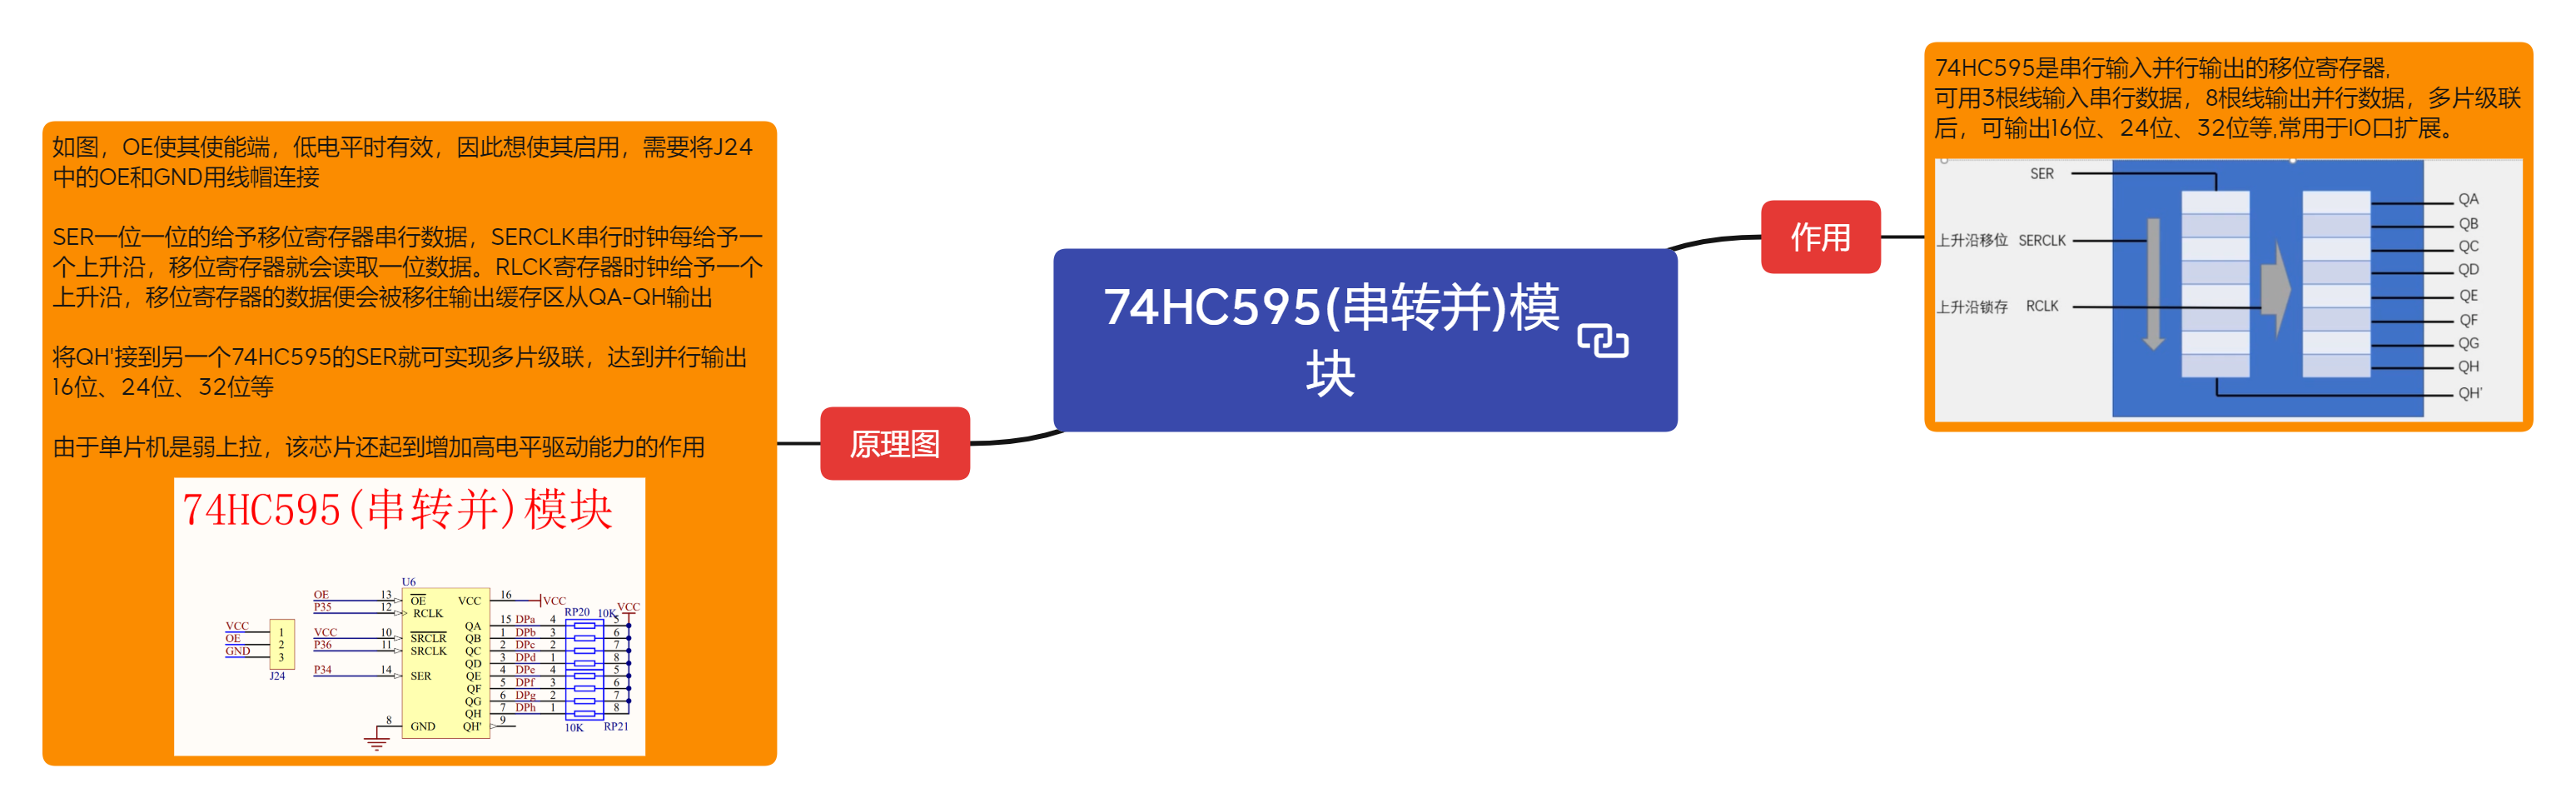 74HC595(串转并)模
块
作用
74HC595是串行输入并行输出的移位寄存器,
可用3根线输入串行数据，8根线输出并行数据，多片级联
后，可输出16位、24位、32位等,常用于IO口扩展。
SER
上升沿移位 SERCLK
上升沿锁存 RCLK
QA
QB
QC
QD
QE
QF
QG
QH
QH'
原理图
如图，OE使其使能端，低电平时有效，因此想使其启用，需要将J24
中的OE和GND用线帽连接
SER一位一位的给予移位寄存器串行数据，SERCLK串行时钟每给予一
个上升沿，移位寄存器就会读取一位数据。RLCK寄存器时钟给予一个
上升沿，移位寄存器的数据便会被移往输出缓存区从QA-QH输出
将QH'接到另一个74HC595的SER就可实现多片级联，达到并行输出
16位、24位、32位等
由于单片机是弱上拉，该芯片还起到增加高电平驱动能力的作用
74HC595(串转并)模块
U6
OE 13 OE VCC 16 VCC
P35 12 RCLK RP20 10K VCC
VCC 1
OE 2
GND 3
J24
VCC 10 SRCLR
P36 11 SRCLK
P34 14 SER
8 GND
QA 15 DPa 4 5
QB 1 DPb 3 6
QC 2 DPc 2 7
QD 3 DPd 1 8
QE 4 DPe 4 5
QF 5 DPf 3 6
QG 6 DPg 2 7
QH 7 DPh 1 8
QH' 9
10K RP21